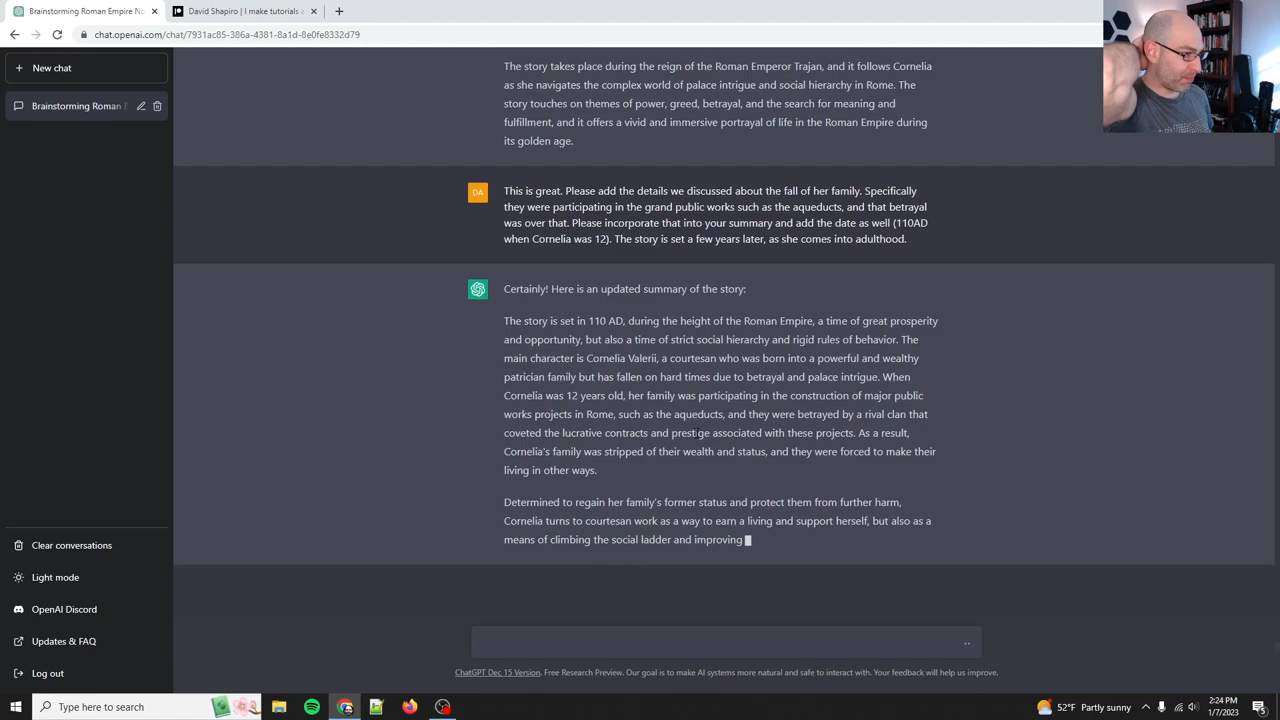 Brainstorming Roman Empire No
David Shapiro | I make tutorials a
chat.openai.com/chat/7931ac85-386a-4381-8a1d-8e0fe8332d79
New chat
Brainstorming Roman E
The story takes place during the reign of the Roman Emperor Trajan, and it follows Cornelia
as she navigates the complex world of palace intrigue and social hierarchy in Rome. The
story touches on themes of power, greed, betrayal, and the search for meaning and
fulfillment, and it offers a vivid and immersive portrayal of life in the Roman Empire during
its golden age.
DA
This is great. Please add the details we discussed about the fall of her family. Specifically
they were participating in the grand public works such as the aqueducts, and that betrayal
was over that. Please incorporate that into your summary and add the date as well (110AD
when Cornelia was 12). The story is set a few years later, as she comes into adulthood.
Certainly! Here is an updated summary of the story:
The story is set in 110 AD, during the height of the Roman Empire, a time of great prosperity
and opportunity, but also a time of strict social hierarchy and rigid rules of behavior. The
main character is Cornelia Valerii, a courtesan who was born into a powerful and wealthy
patrician family but has fallen on hard times due to betrayal and palace intrigue. When
Cornelia was 12 years old, her family was participating in the construction of major public
works projects in Rome, such as the aqueducts, and they were betrayed by a rival clan that
coveted the lucrative contracts and prestige associated with these projects. As a result,
Cornelia's family was stripped of their wealth and status, and they were forced to make their
living in other ways.
Determined to regain her family's former status and protect them from further harm,
Cornelia turns to courtesan work as a way to earn a living and support herself, but also as a
means of climbing the social ladder and improving
Clear conversations
Light mode
OpenAI Discord
Updates & FAQ
Log out
ChatGPT Dec 15 Version. Free Research Preview. Our goal is to make AI systems more natural and safe to interact with. Your feedback will help us improve.
Type here to search
52°F Partly sunny
2:24 PM
1/7/2023